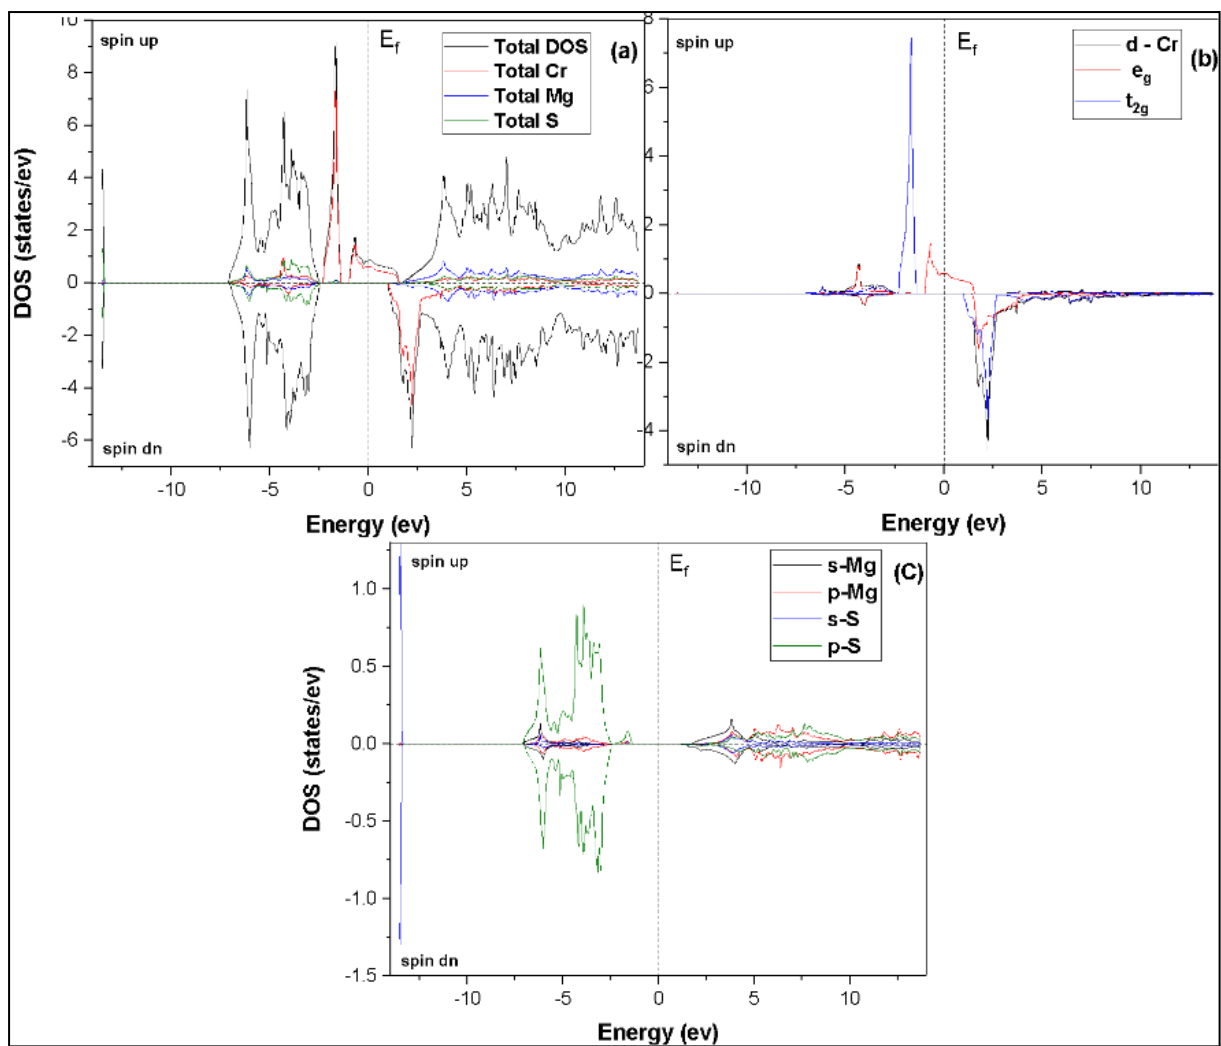 10
8
6
4
2
0
-2
-4
-6
DOS (states/ev)
spin up
E_f
Total DOS
Total Cr
Total Mg
Total S
(a)
spin dn
-10 -5 0 5 10
Energy (ev)
8
6
4
2
0
-2
-4
spin up
E_f
d - Cr
e_g
t_2g
(b)
spin dn
-10 -5 0 5 10
Energy (ev)
1.0
0.5
0.0
-0.5
-1.0
-1.5
DOS (states/ev)
spin up
E_f
s-Mg
p-Mg
s-S
p-S
(C)
spin dn
-10 -5 0 5 10
Energy (ev)